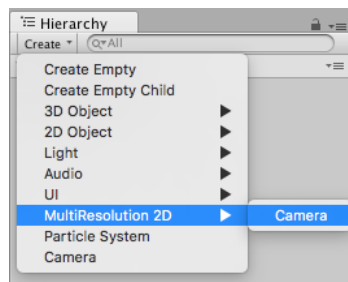 Hierarchy
Create All
Create Empty
Create Empty Child
3D Object
2D Object
Light
Audio
UI
MultiResolution 2D Camera
Particle System
Camera